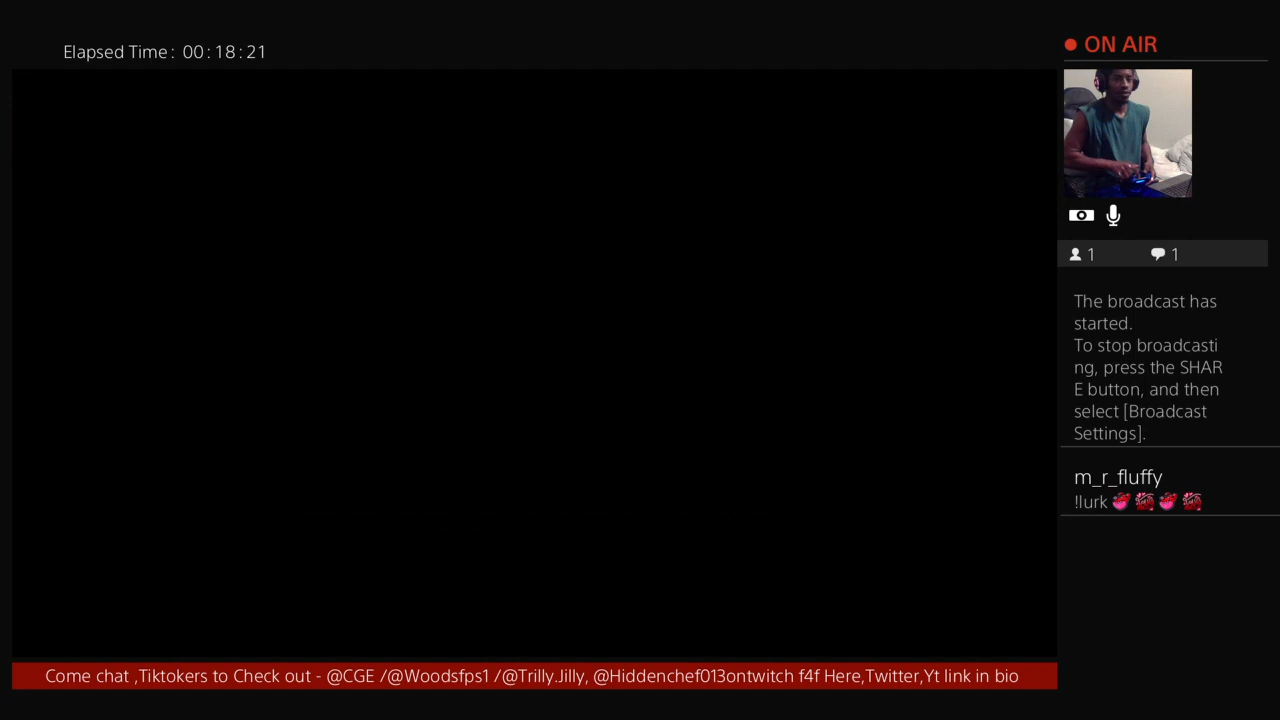 Elapsed Time: 00:18:21
ON AIR
1 1
The broadcast has
started.
To stop broadcasti
ng, press the SHAR
E button, and then
select [Broadcast
Settings].
m_r_fluffy
!lurk
Come chat ,Tiktokers to Check out - @CGE /@Woodsfps1 /@Trilly.Jilly, @Hiddenchef013ontwitch f4f Here,Twitter,Yt link in bio